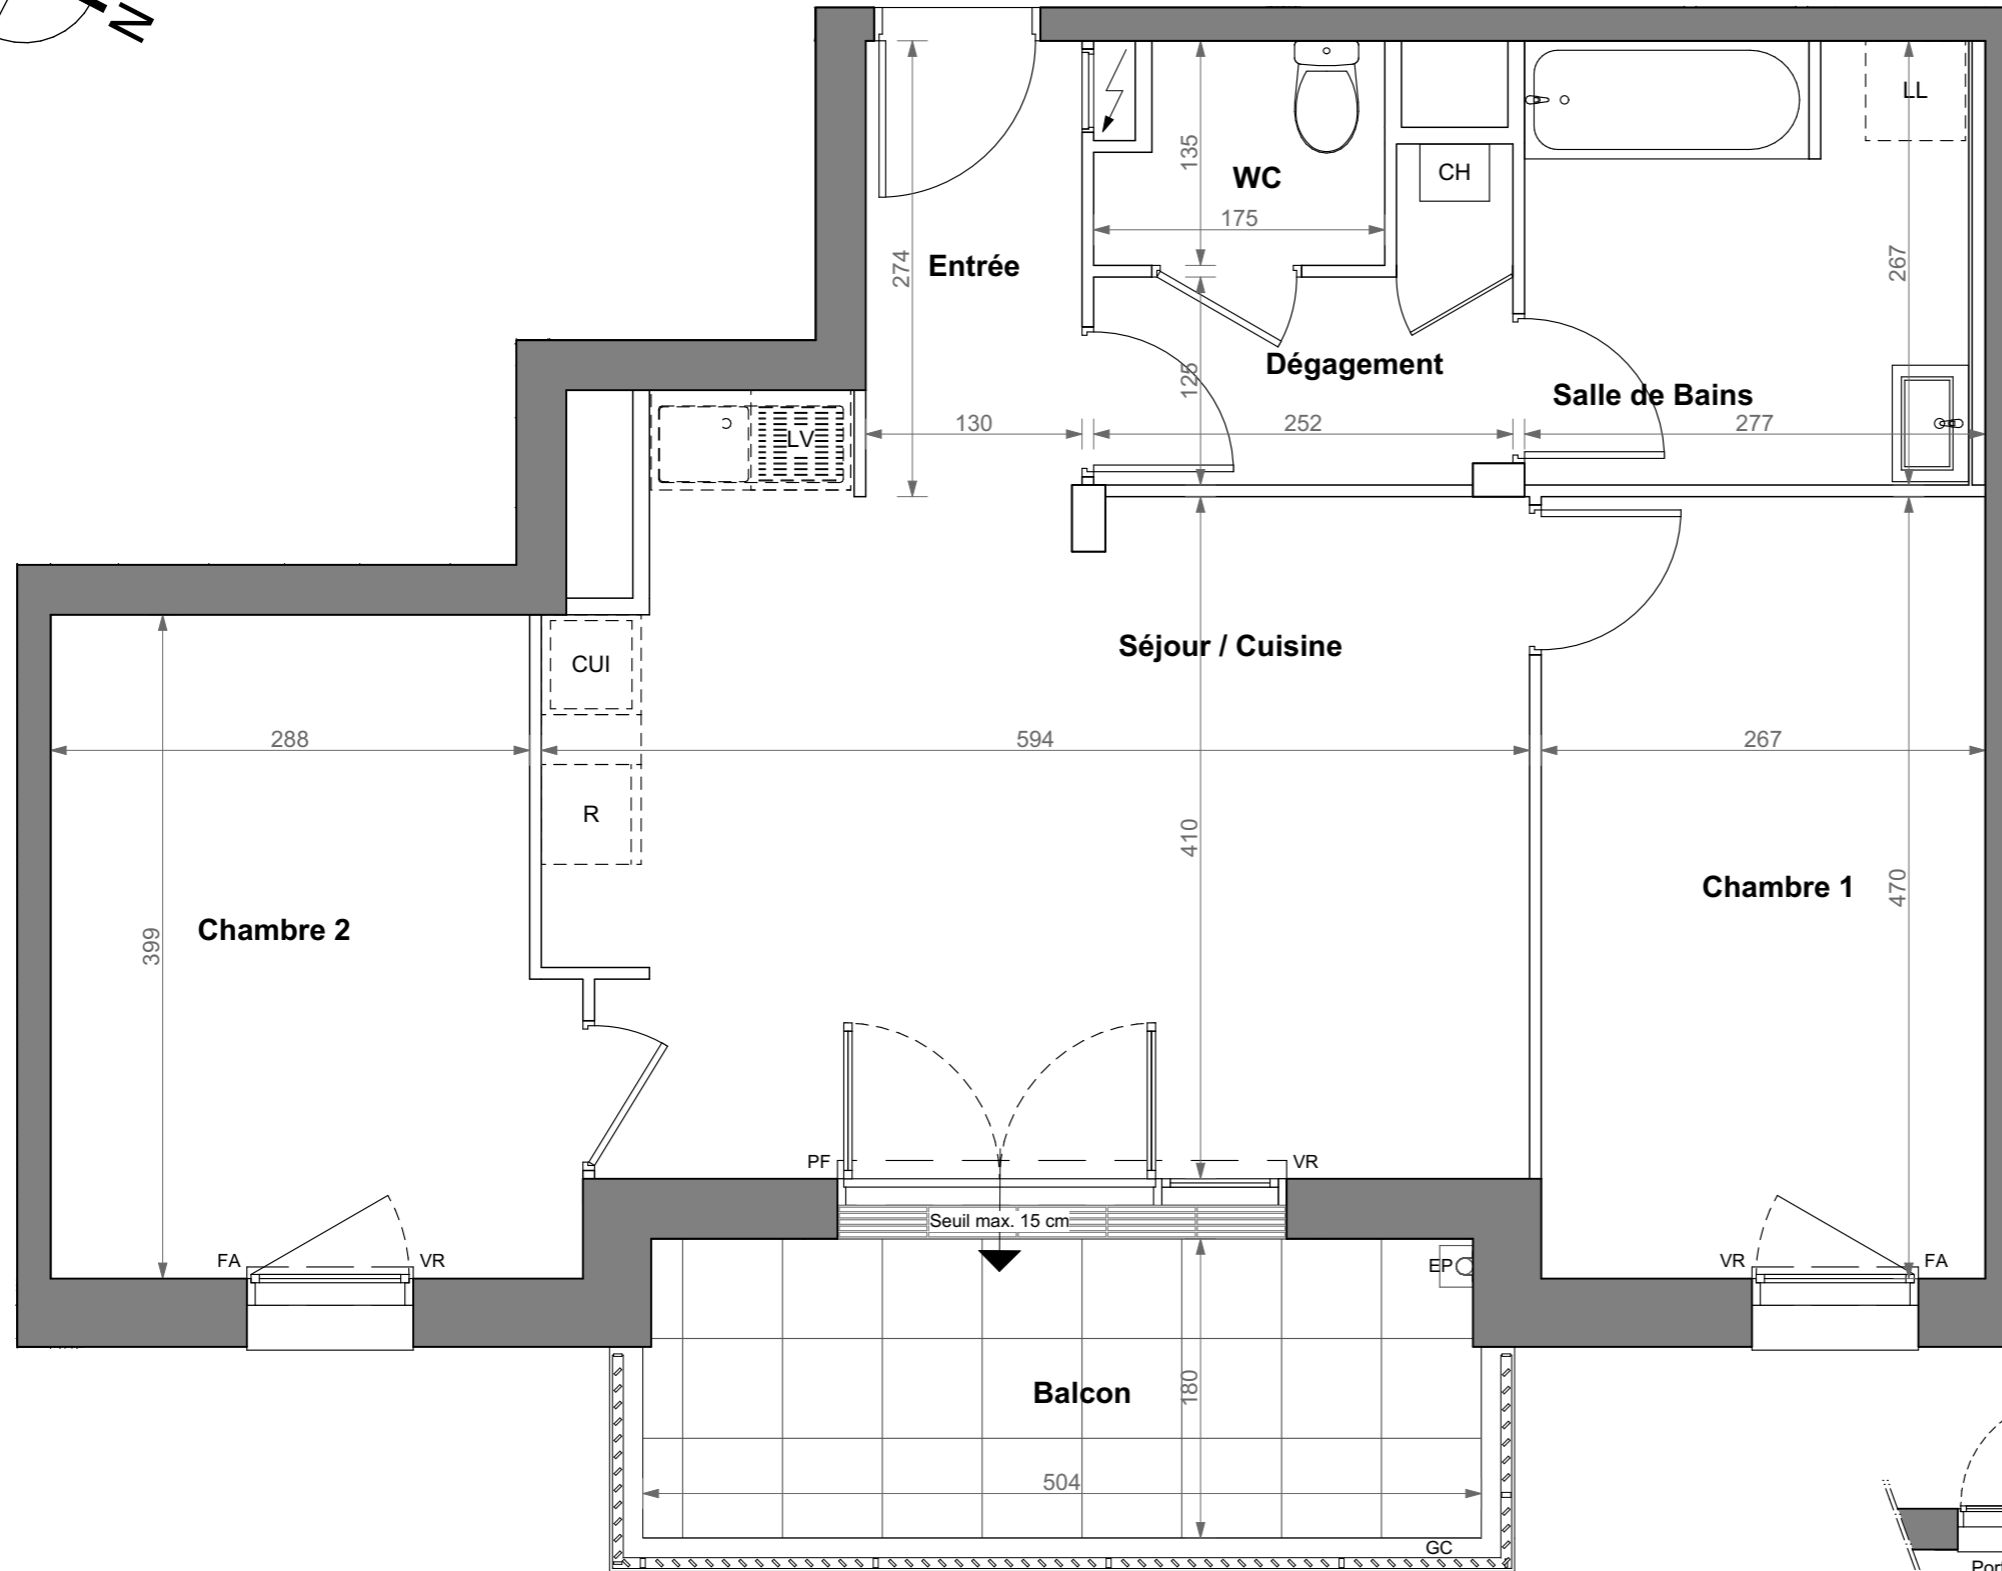 N
LL
135
CH
WC
175
274
Entrée
267
125
Dégagement
Salle de Bains
LV
130
252
277
Séjour / Cuisine
CUI
288
594
267
R
410
Chambre 1
470
Chambre 2
399
PF
VR
Seuil max. 15 cm
FA
VR
EP
VR
FA
Balcon
180
504
GC
Port